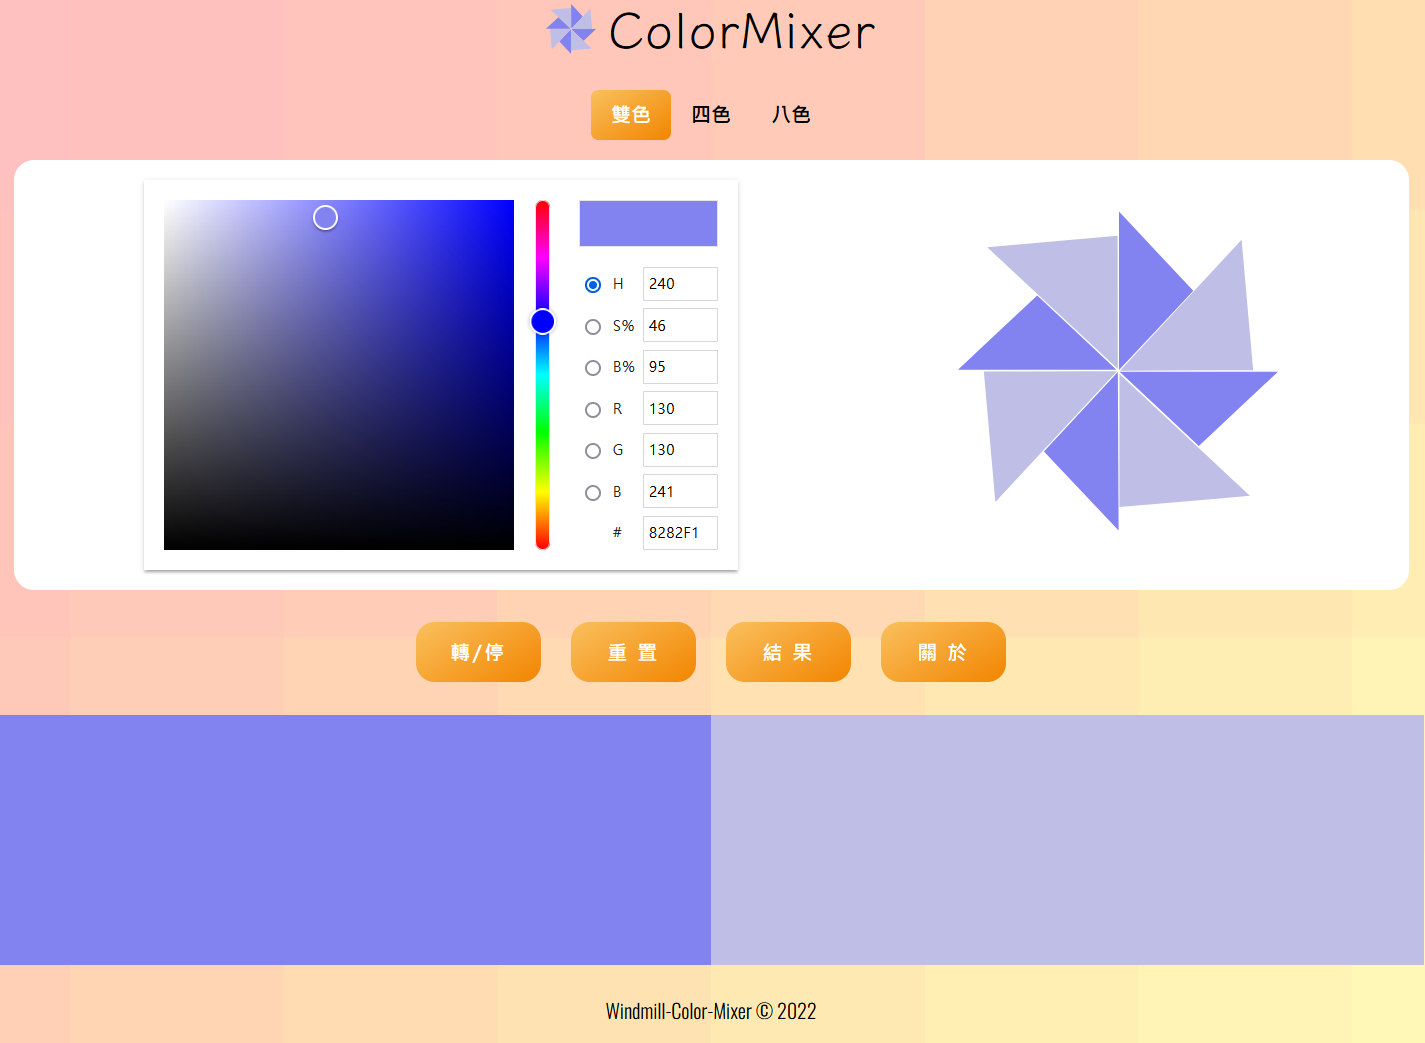 ColorMixer
雙色 四色 八色
H 240
S% 46
B% 95
R 130
G 130
B 241
# 8282F1
轉/停 重 置 結 果 關 於
Windmill-Color-Mixer © 2022